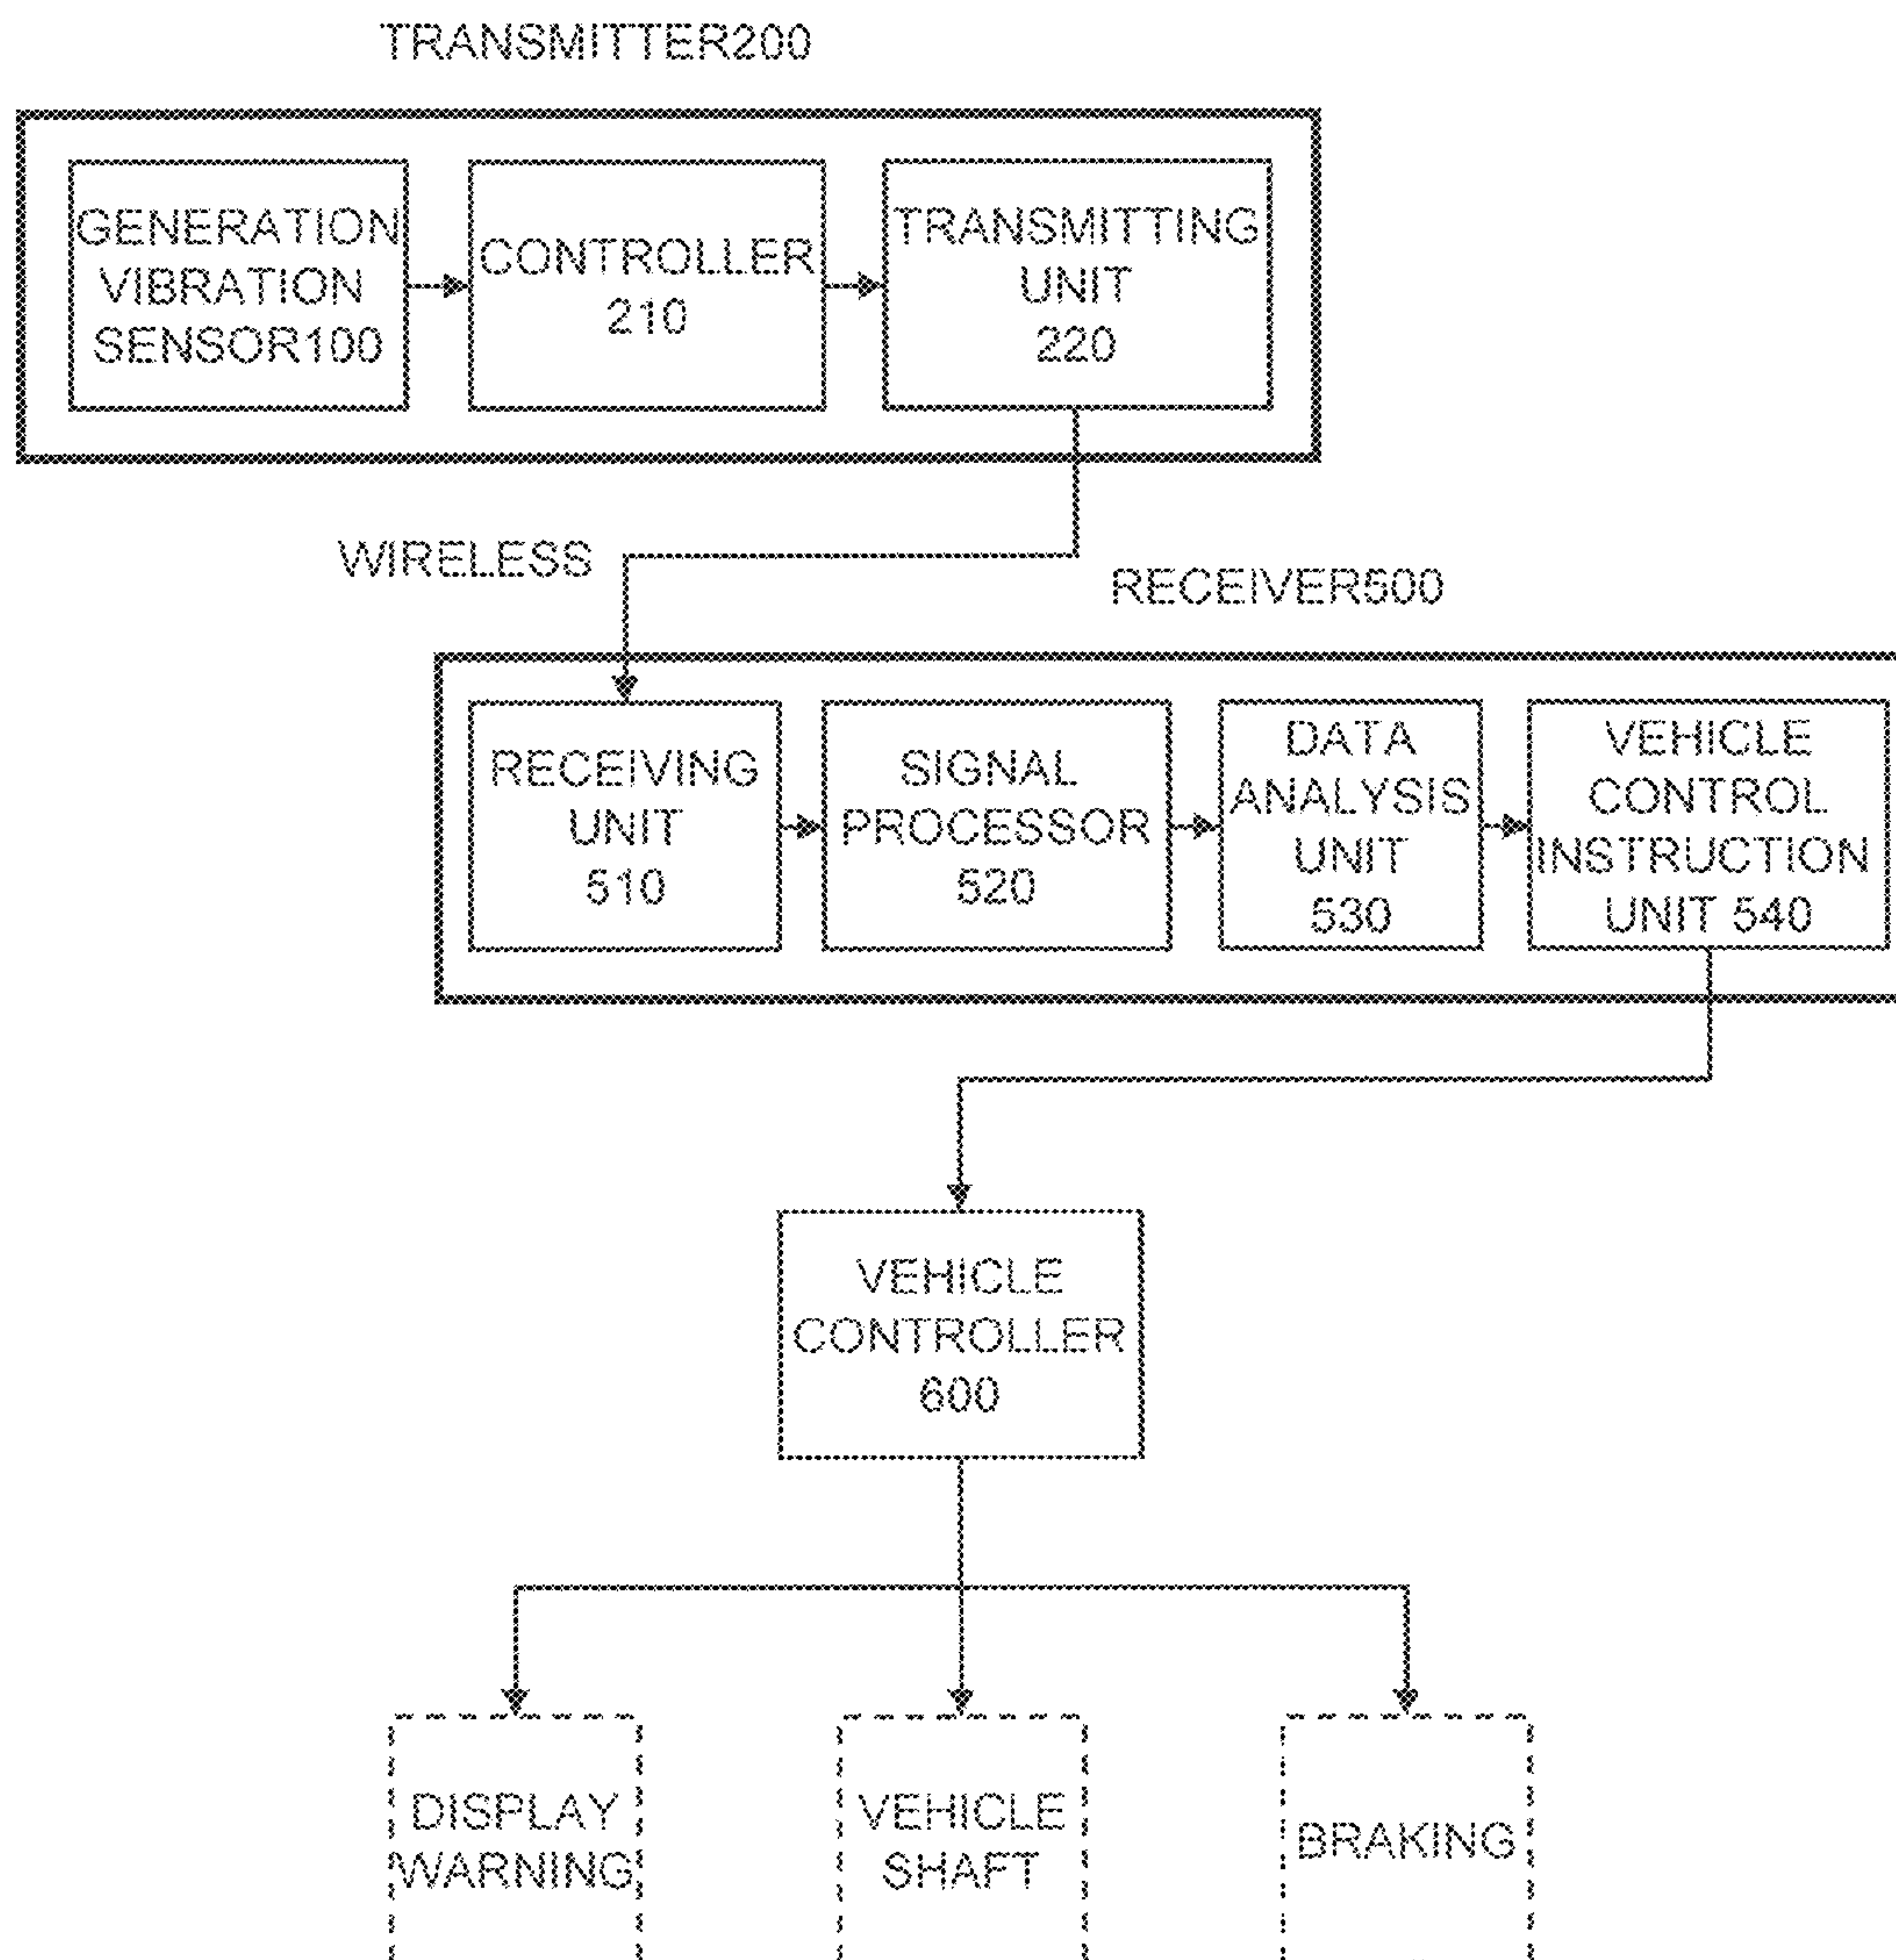 TRANSMITTER200
GENERATION
VIBRATION
SENSOR100
CONTROLLER
210
TRANSMITTING
UNIT
220
WIRELESS
RECEIVER500
RECEIVING
UNIT
510
SIGNAL
PROCESSOR
520
DATA
ANALYSIS
UNIT
530
VEHICLE
CONTROL
INSTRUCTION
UNIT 540
VEHICLE
CONTROLLER
600
DISPLAY
WARNING
VEHICLE
SHAFT
BRAKING